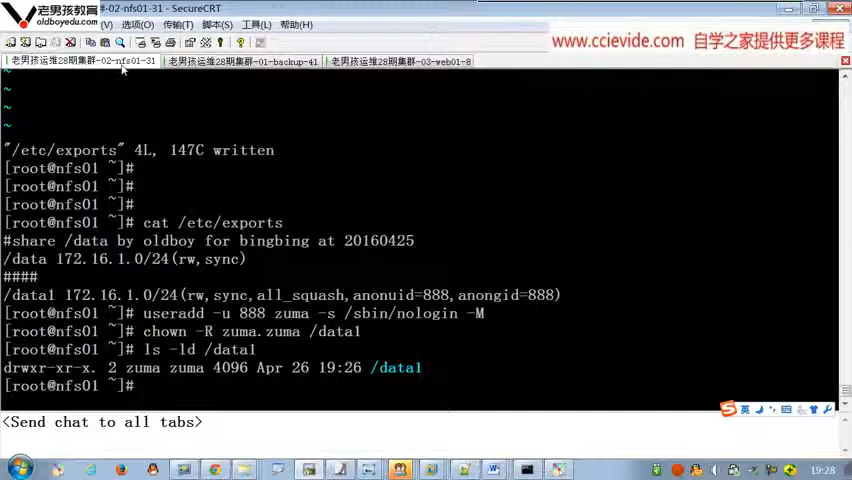 老男孩教育
oldboyedu.com
#-02-nfs01-31 - SecureCRT
(V) 选项(O) 传输(T) 脚本(S) 工具(L) 帮助(H)
www.ccievide.com 自学之家提供更多课程
老男孩运维28期集群-02-nfs01-31
老男孩运维28期集群-01-backup-41
老男孩运维28期集群-03-web01-8
~
~
~
~
"/etc/exports" 4L, 147C written
[root@nfs01 ~]#
[root@nfs01 ~]#
[root@nfs01 ~]#
[root@nfs01 ~]# cat /etc/exports
#share /data by oldboy for bingbing at 20160425
/data 172.16.1.0/24(rw,sync)
####
/data1 172.16.1.0/24(rw,sync,all_squash,anonuid=888,anongid=888)
[root@nfs01 ~]# useradd -u 888 zuma -s /sbin/nologin -M
[root@nfs01 ~]# chown -R zuma.zuma /data1
[root@nfs01 ~]# ls -ld /data1
drwxr-xr-x. 2 zuma zuma 4096 Apr 26 19:26 /data1
[root@nfs01 ~]#
英
<Send chat to all tabs>
19:28